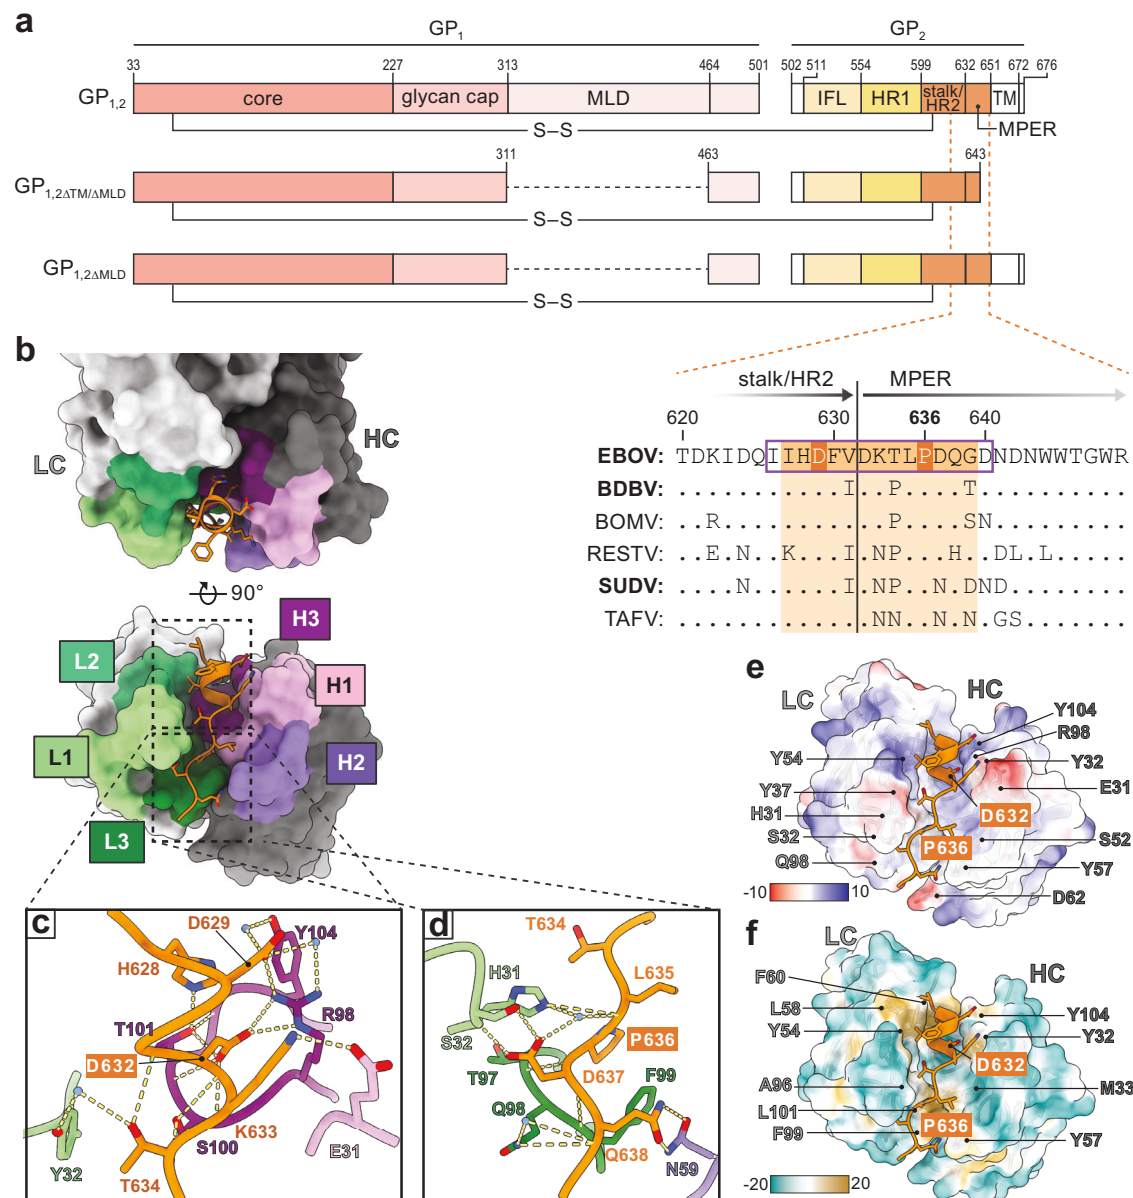 a
GP1 GP2
33 227 313 464 501 502 511 554 599 632 651 672 676
GP1,2 core glycan cap MLD IFL HR1 stalk/HR2 TM
S–S MPER
311 463 643
GP1,2ΔTM/ΔMLD
S–S
GP1,2ΔMLD
S–S
b
LC HC
90°
L2 H3
H1
L1 H2
L3
stalk/HR2 MPER
620 630 636 640
EBOV: TDKIDQIIHDFVDKTLPDQGDNDNWWTGWR
BDBV: ...........I..P....T..........
BOMV: ..R...........P....SN.........
RESTV: ..E.N..K...I.NP...H..DL.L.....
SUDV: ....N......I.NP..N.DND........
TAFV: .............NN..N.N.GS.......
c
D629 Y104
H628
T101 R98
D632
K633
S100 E31
Y32
T634
d
T634
H31
L635
S32
P636
T97 D637 F99
Q98
Q638 N59
e
LC HC
Y104
R98
Y54 Y32
Y37 E31
H31 D632
S32 P636 S52
Q98 Y57
-10 10 D62
f
LC HC
F60
L58 Y104
Y54 Y32
D632
A96 M33
L101 P636
F99 Y57
-20 20